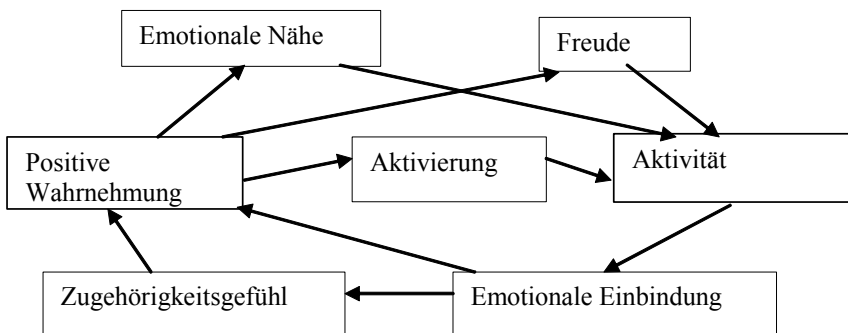 Emotionale Nähe
Freude
Positive
Wahrnehmung
Aktivierung
Aktivität
Zugehörigkeitsgefühl
Emotionale Einbindung